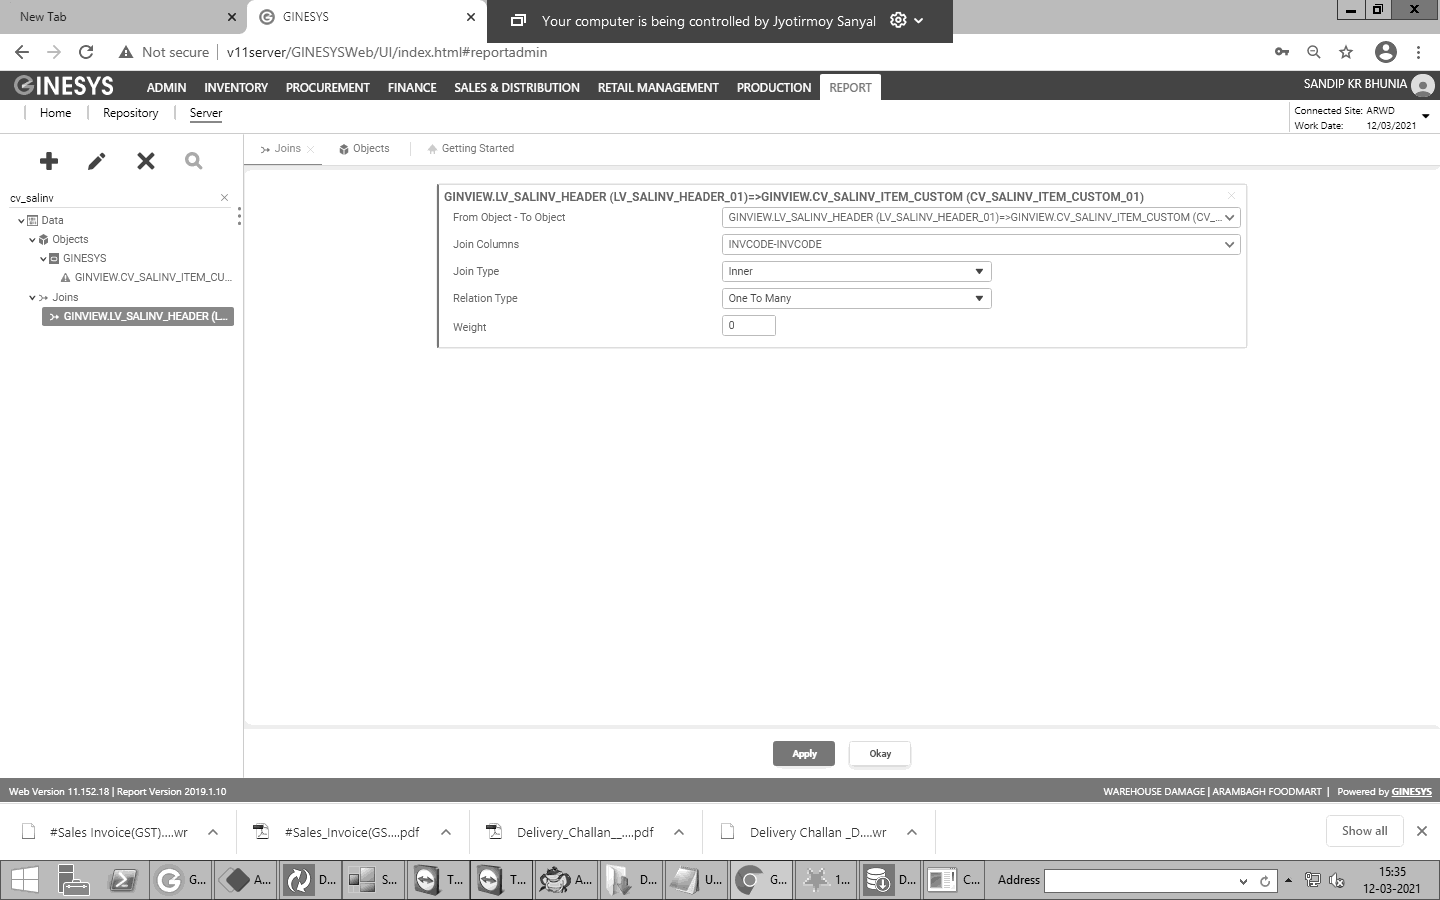 New Tab
GINESYS
Your computer is being controlled by Jyotirmoy Sanyal
Not secure
v11server/GINESYSWeb/UI/index.html#reportadmin
GINESYS
ADMIN INVENTORY PROCUREMENT FINANCE SALES & DISTRIBUTION RETAIL MANAGEMENT PRODUCTION REPORT
SANDIP KR BHUNIA
Home Repository Server
Connected Site: ARWD
Work Date: 12/03/2021
Joins Objects Getting Started
cv_salinv
Data
Objects
GINESYS
GINVIEW.CV_SALINV_ITEM_CU...
Joins
GINVIEW.LV_SALINV_HEADER (L...
GINVIEW.LV_SALINV_HEADER (LV_SALINV_HEADER_01)=>GINVIEW.CV_SALINV_ITEM_CUSTOM (CV_SALINV_ITEM_CUSTOM_01)
From Object - To Object GINVIEW.LV_SALINV_HEADER (LV_SALINV_HEADER_01)=>GINVIEW.CV_SALINV_ITEM_CUSTOM (CV_...
Join Columns INVCODE-INVCODE
Join Type Inner
Relation Type One To Many
Weight 0
Apply Okay
Web Version 11.152.18 | Report Version 2019.1.10
WAREHOUSE DAMAGE | ARAMBAGH FOODMART | Powered by GINESYS
#Sales Invoice(GST)....wr #Sales_Invoice(GS....pdf Delivery_Challan__....pdf Delivery Challan _D....wr Show all
G... A... D... S... T... T... A... D... U... G... 1... D... C... Address
15:35
12-03-2021